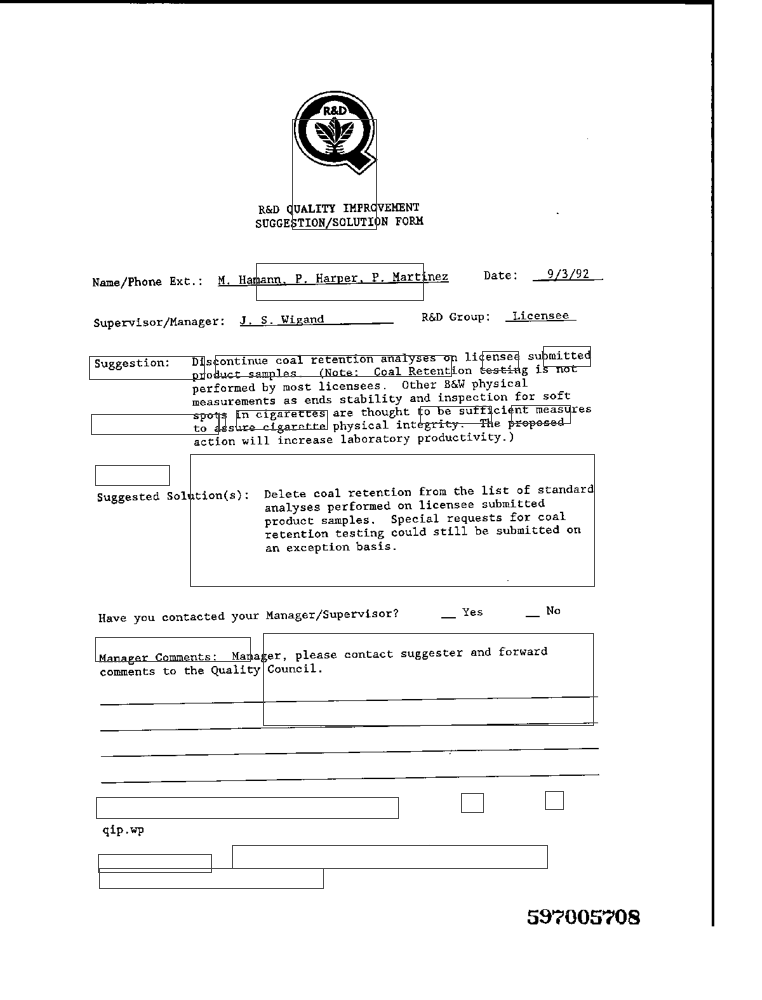 R&D
R&D QUALITY IMPROVEMENT
SUGGESTION/SOLUTION FORM
Name/Phone Ext.: M. Hamann, P. Harper, P. Martinez Date: 9/3/92
Supervisor/Manager: J. S. Wigand R&D Group: Licensee
Suggestion: Discontinue coal retention analyses on licensee submitted
product samples. (Note: Coal Retention testing is not
performed by most licensees. Other B&W physical
measurements as ends stability and inspection for soft
spots in cigarettes are thought to be sufficient measures
to assure cigarette physical integrity. The proposed
action will increase laboratory productivity.)
Suggested Solution(s): Delete coal retention from the list of standard
analyses performed on licensee submitted
product samples. Special requests for coal
retention testing could still be submitted on
an exception basis.
Have you contacted your Manager/Supervisor? __ Yes __ No
Manager Comments: Manager, please contact suggester and forward
comments to the Quality Council.
qip.wp
597005708